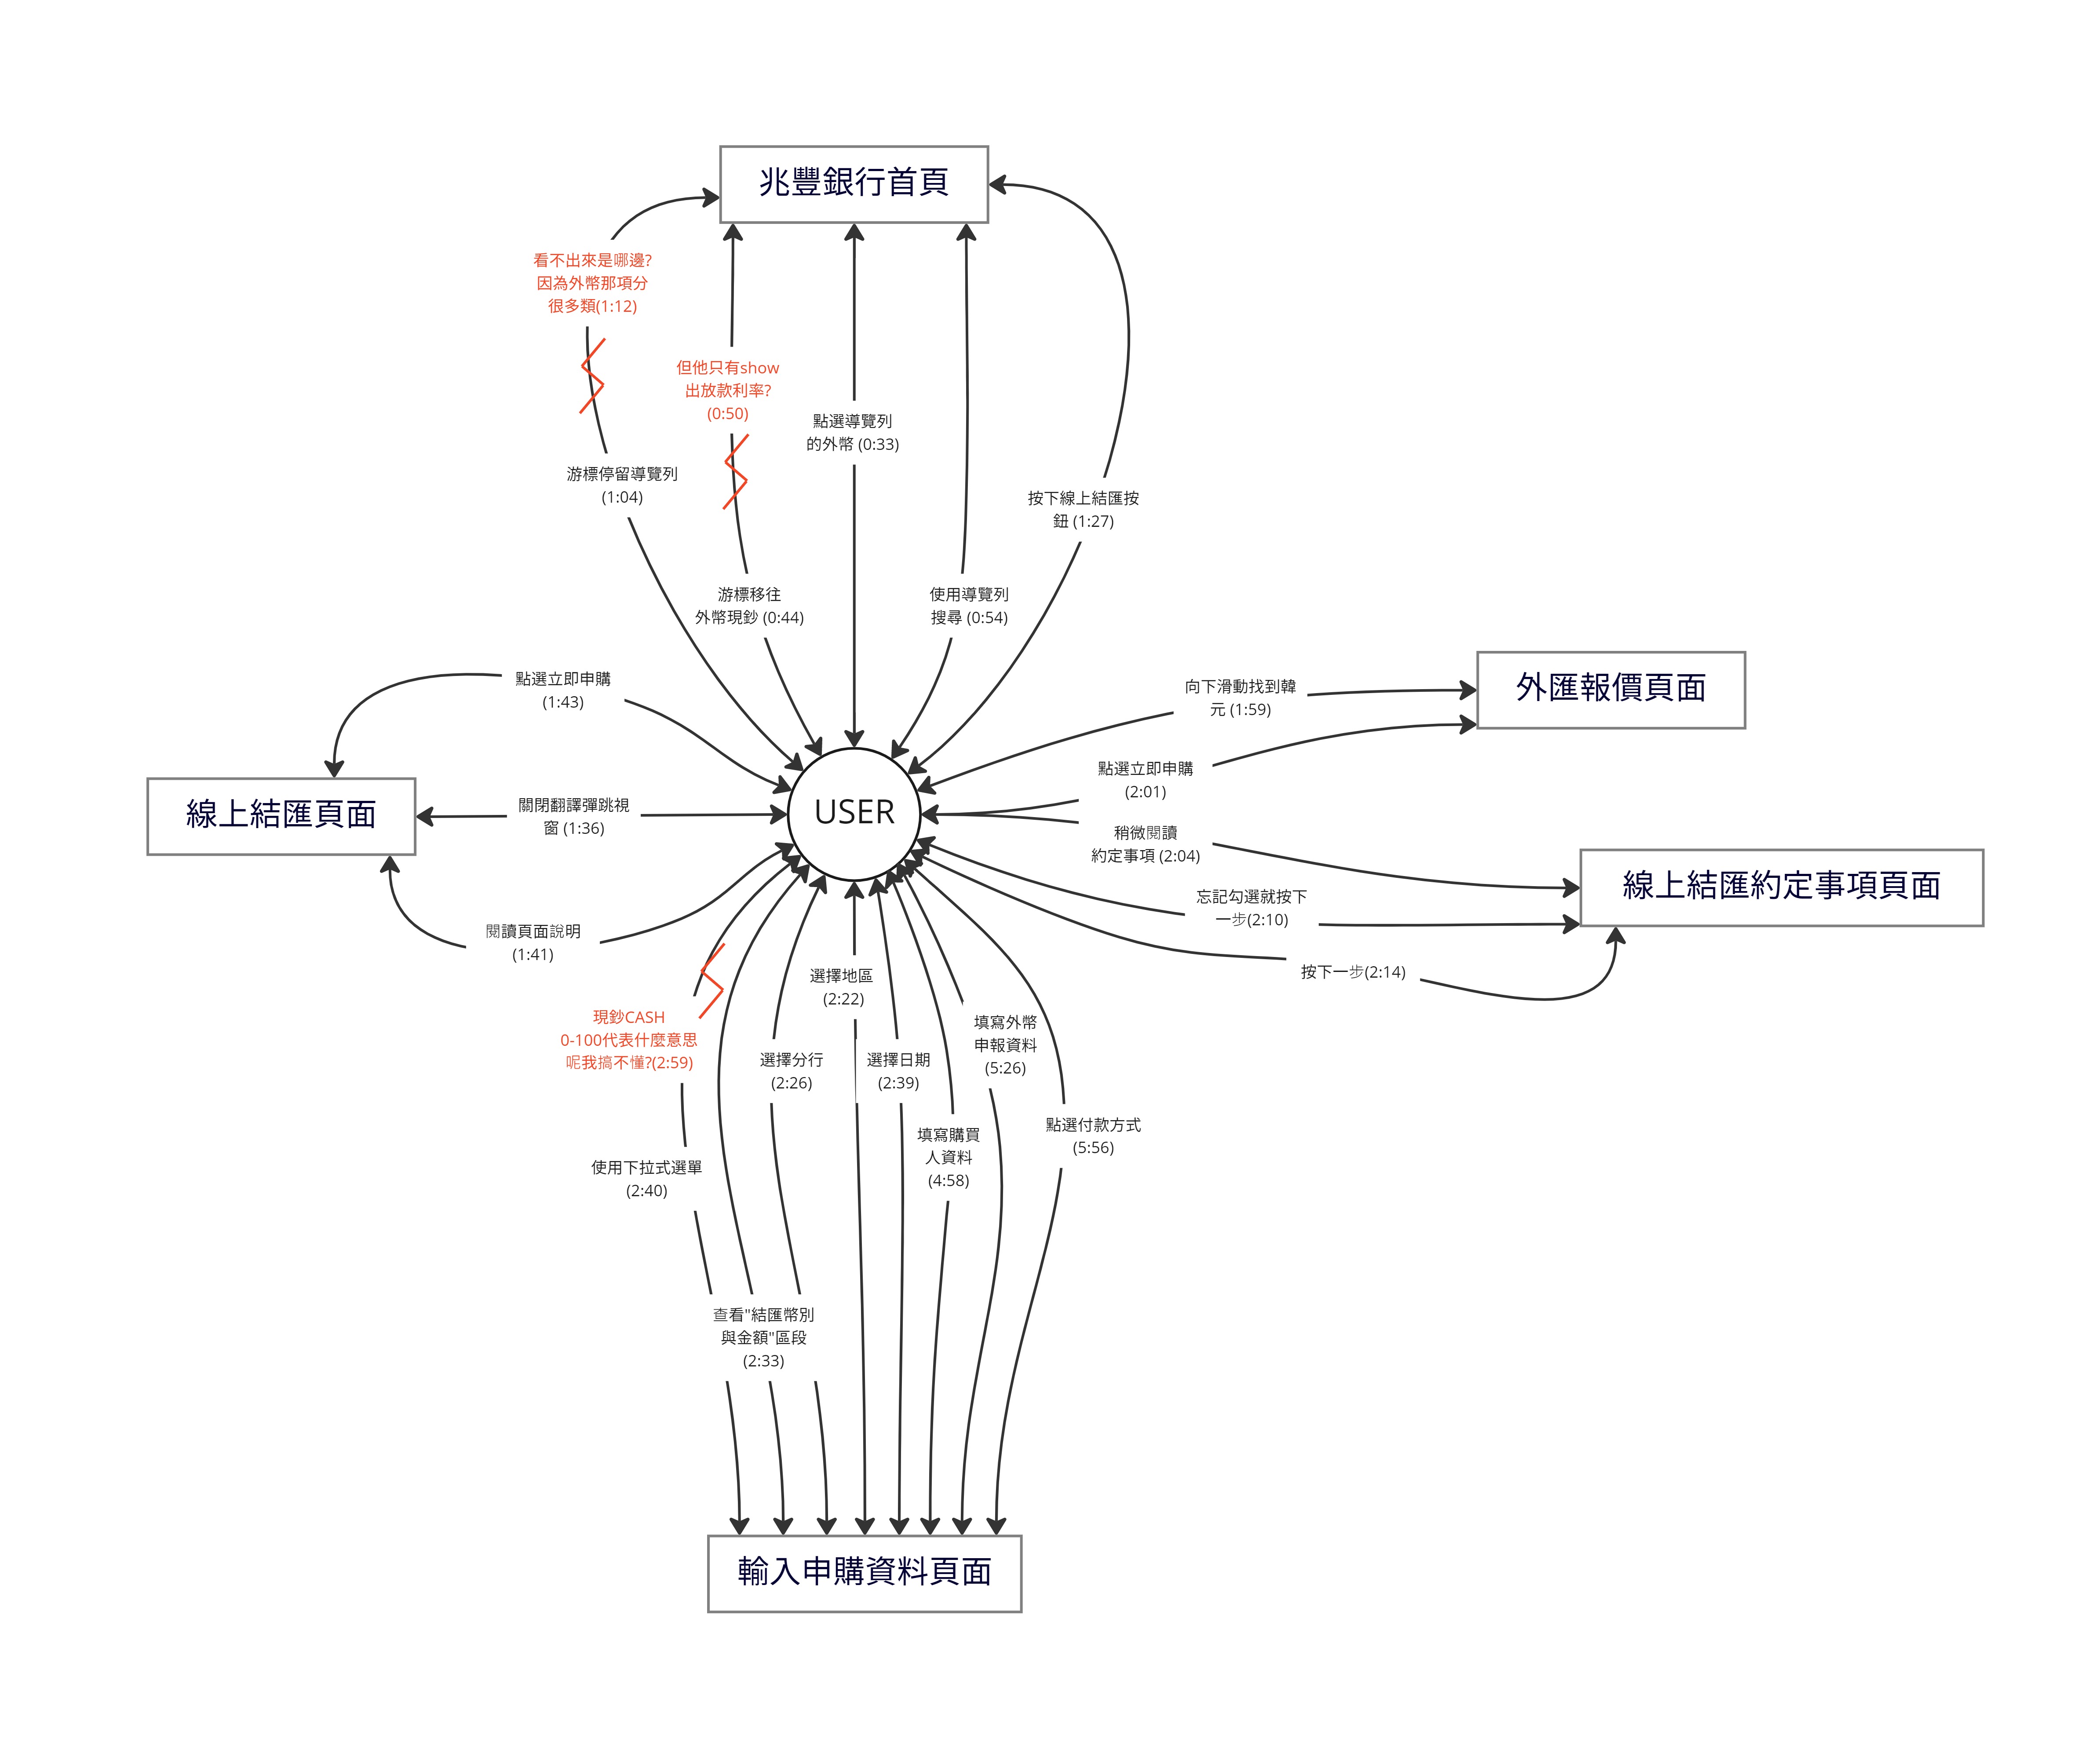 兆豐銀行首頁
看不出來是哪邊?
因為外幣那項分
很多類(1:12)
但他只有show
出放款利率?
(0:50)
點選導覽列
的外幣 (0:33)
游標停留導覽列
(1:04)
按下線上結匯按
鈕 (1:27)
游標移往
外幣現鈔 (0:44)
使用導覽列
搜尋 (0:54)
點選立即申購
(1:43)
向下滑動找到韓
元 (1:59)
外匯報價頁面
點選立即申購
(2:01)
線上結匯頁面
關閉翻譯彈跳視
窗 (1:36)
USER
稍微閱讀
約定事項 (2:04)
線上結匯約定事項頁面
忘記勾選就按下
一步(2:10)
閱讀頁面說明
(1:41)
按下一步(2:14)
選擇地區
(2:22)
現鈔CASH
0-100代表什麼意思
呢我搞不懂?(2:59)
選擇分行
(2:26)
選擇日期
(2:39)
填寫外幣
申報資料
(5:26)
填寫購買
人資料
(4:58)
點選付款方式
(5:56)
使用下拉式選單
(2:40)
查看"結匯幣別
與金額"區段
(2:33)
輸入申購資料頁面